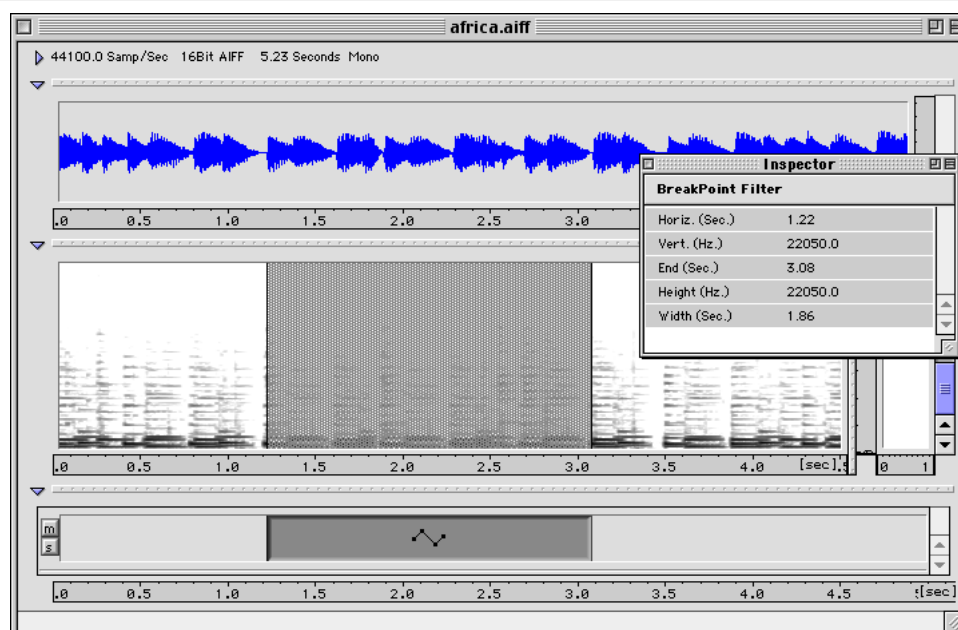 africa.aiff
44100.0 Samp/Sec 16Bit AIFF 5.23 Seconds Mono
.0 0.5 1.0 1.5 2.0 2.5 3.0
Inspector
BreakPoint Filter
Horiz. (Sec.) 1.22
Vert. (Hz.) 22050.0
End (Sec.) 3.08
Height (Hz.) 22050.0
Width (Sec.) 1.86
.0 0.5 1.0 1.5 2.0 2.5 3.0 3.5 4.0 [sec]
0 1
m
s
.0 0.5 1.0 1.5 2.0 2.5 3.0 3.5 4.0 4.5 [sec]